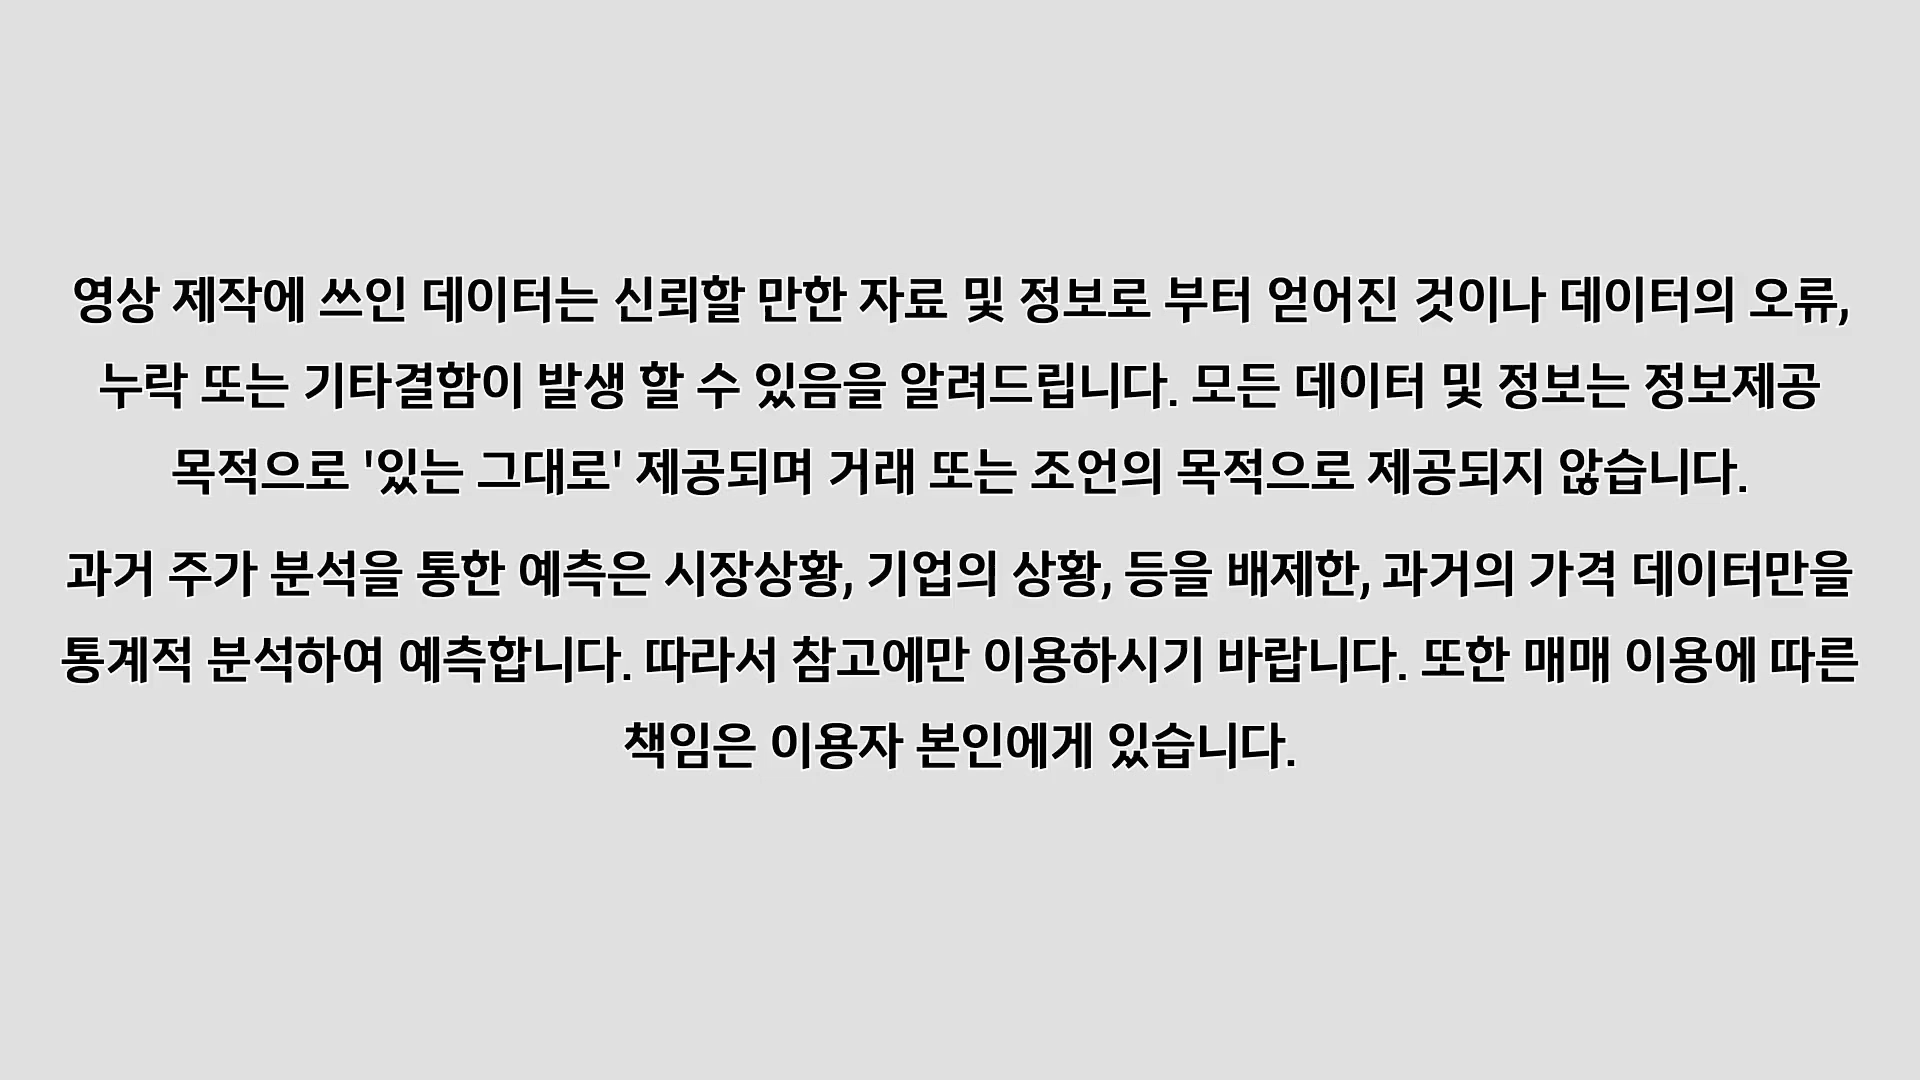 영상 제작에 쓰인 데이터는 신뢰할 만한 자료 및 정보로 부터 얻어진 것이나 데이터의 오류,
누락 또는 기타결함이 발생 할 수 있음을 알려드립니다. 모든 데이터 및 정보는 정보제공
목적으로 '있는 그대로' 제공되며 거래 또는 조언의 목적으로 제공되지 않습니다.
과거 주가 분석을 통한 예측은 시장상황, 기업의 상황, 등을 배제한, 과거의 가격 데이터만을
통계적 분석하여 예측합니다. 따라서 참고에만 이용하시기 바랍니다. 또한 매매 이용에 따른
책임은 이용자 본인에게 있습니다.